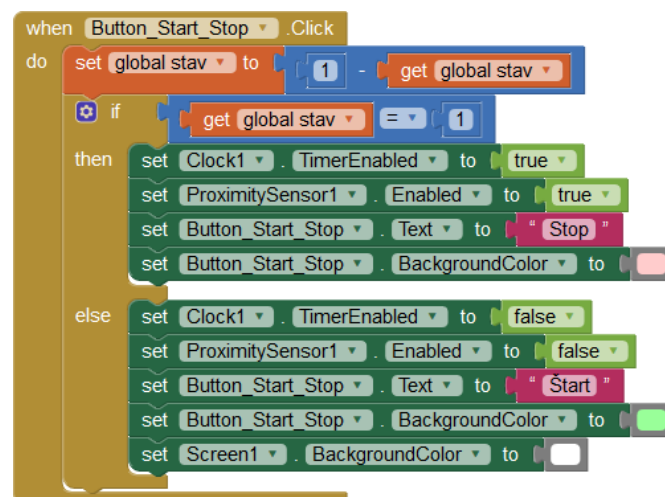 when Button_Start_Stop .Click
do set global stav to 1 - get global stav
if get global stav = 1
then set Clock1 . TimerEnabled to true
set ProximitySensor1 . Enabled to true
set Button_Start_Stop . Text to " Stop "
set Button_Start_Stop . BackgroundColor to
else set Clock1 . TimerEnabled to false
set ProximitySensor1 . Enabled to false
set Button_Start_Stop . Text to " Štart "
set Button_Start_Stop . BackgroundColor to
set Screen1 . BackgroundColor to